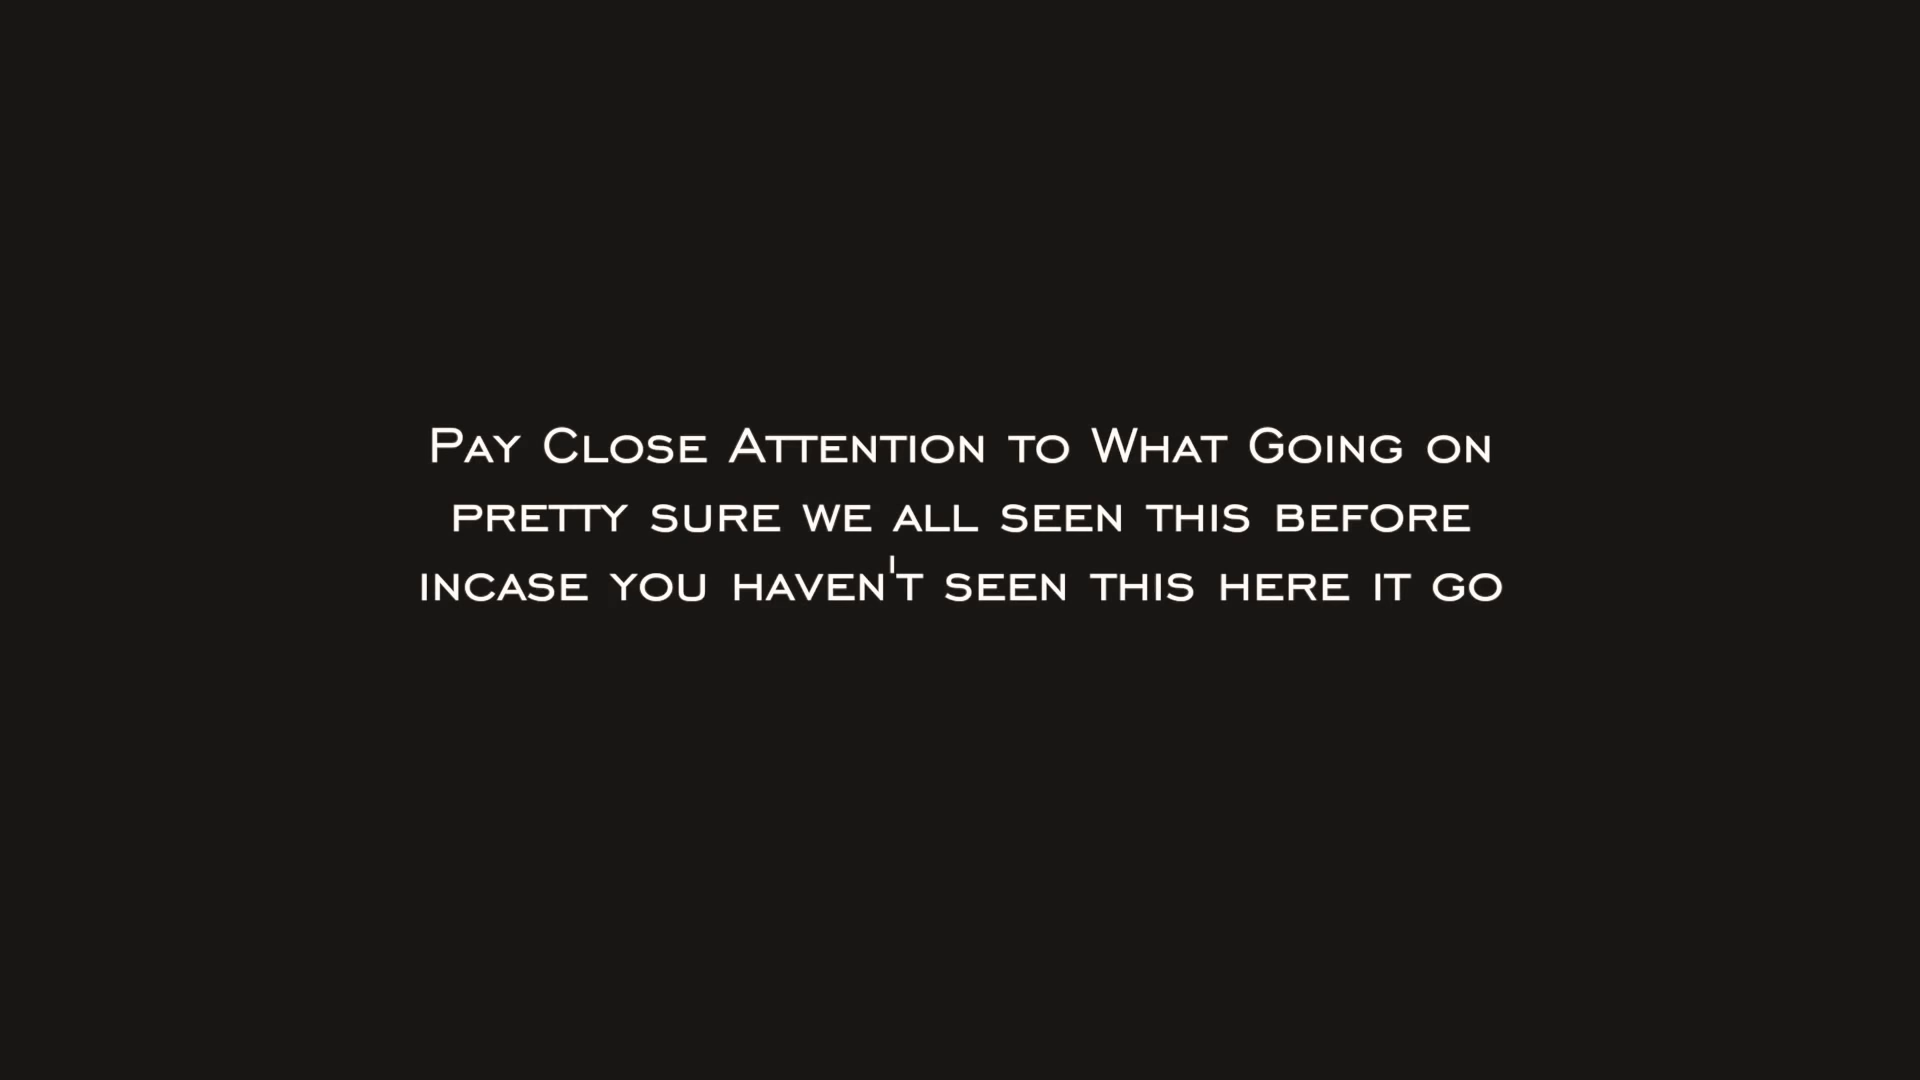 Pay Close Attention to What Going on
pretty sure we all seen this before
incase you haven't seen this here it go